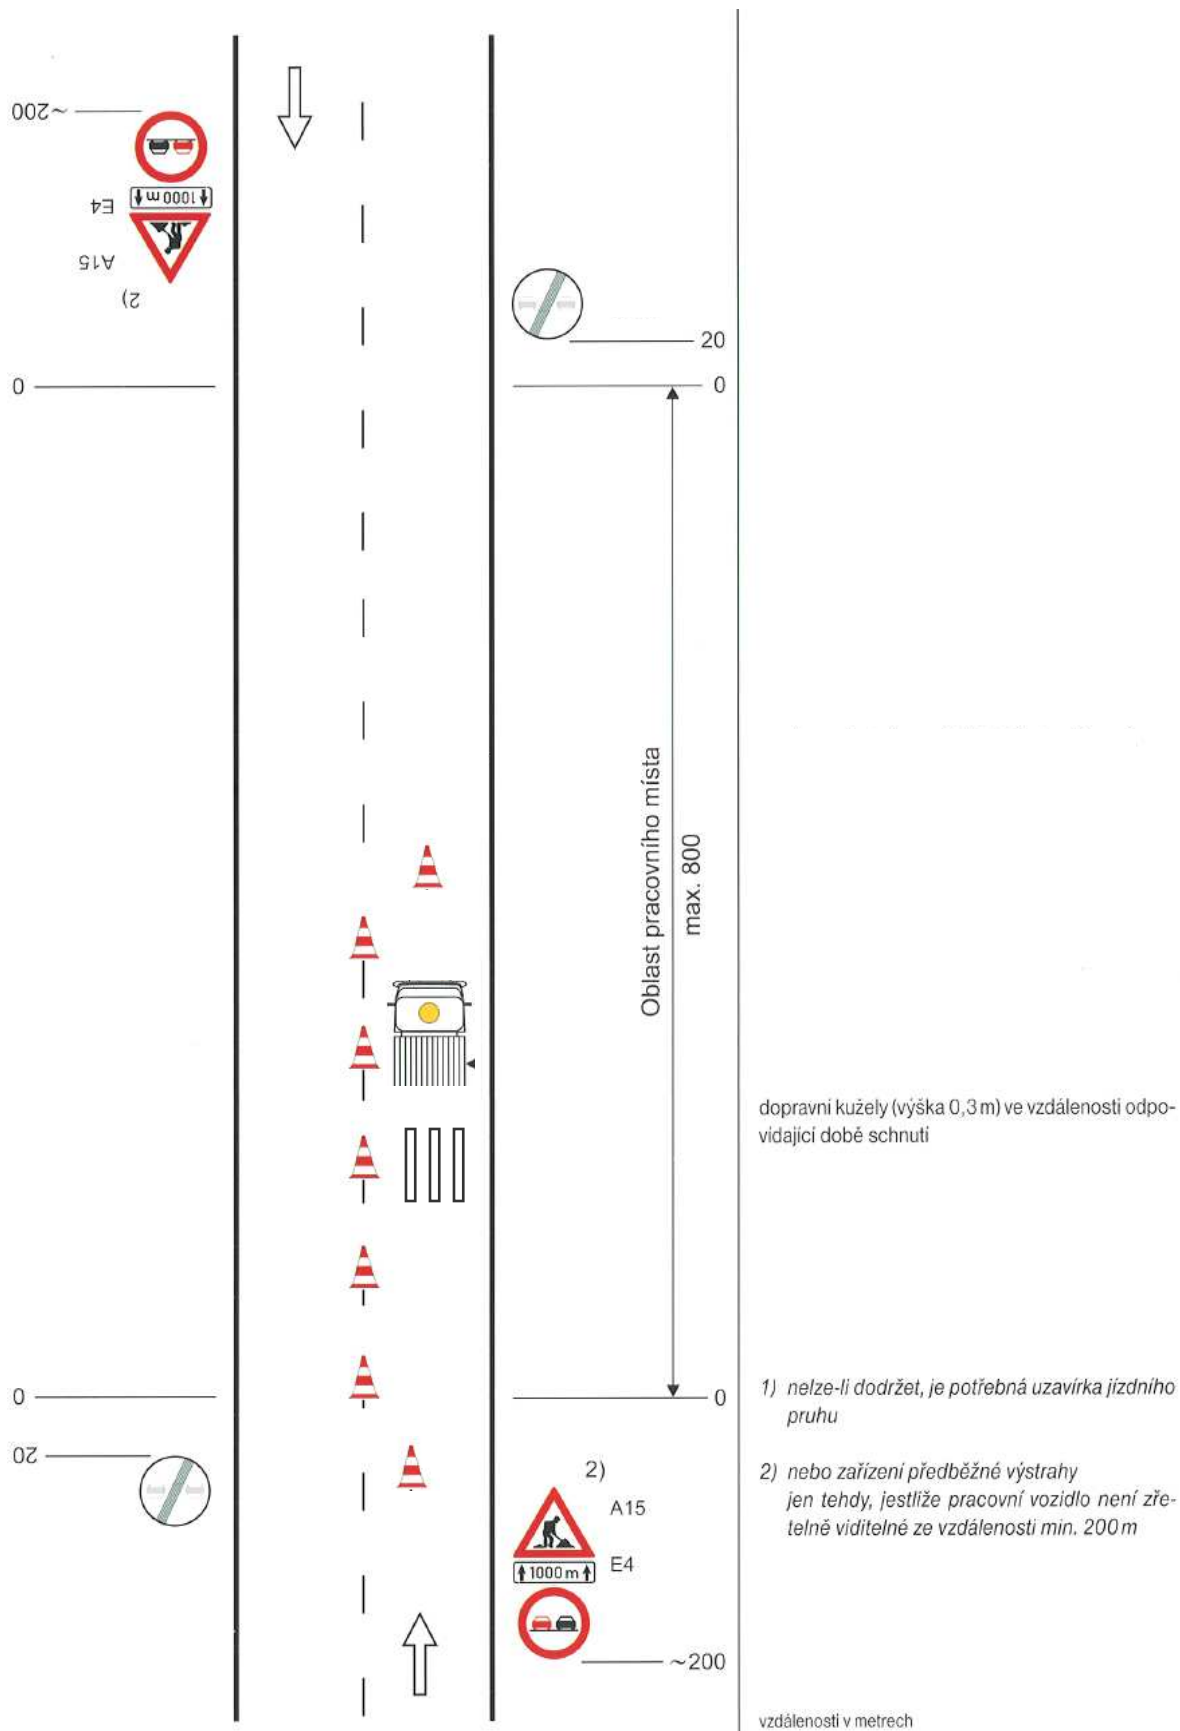 ~200
1000 m
E4
A15
2)
20
0
0
Oblast pracovního místa
max. 800
dopravní kužely (výška 0,3 m) ve vzdálenosti odpo-
vídající době schnutí
0
0
20
1) nelze-li dodržet, je potřebná uzavírka jízdního
pruhu
2)
A15
E4
1000 m
~200
2) nebo zařízení předběžné výstrahy
jen tehdy, jestliže pracovní vozidlo není zře-
telně viditelné ze vzdálenosti min. 200 m
vzdálenosti v metrech